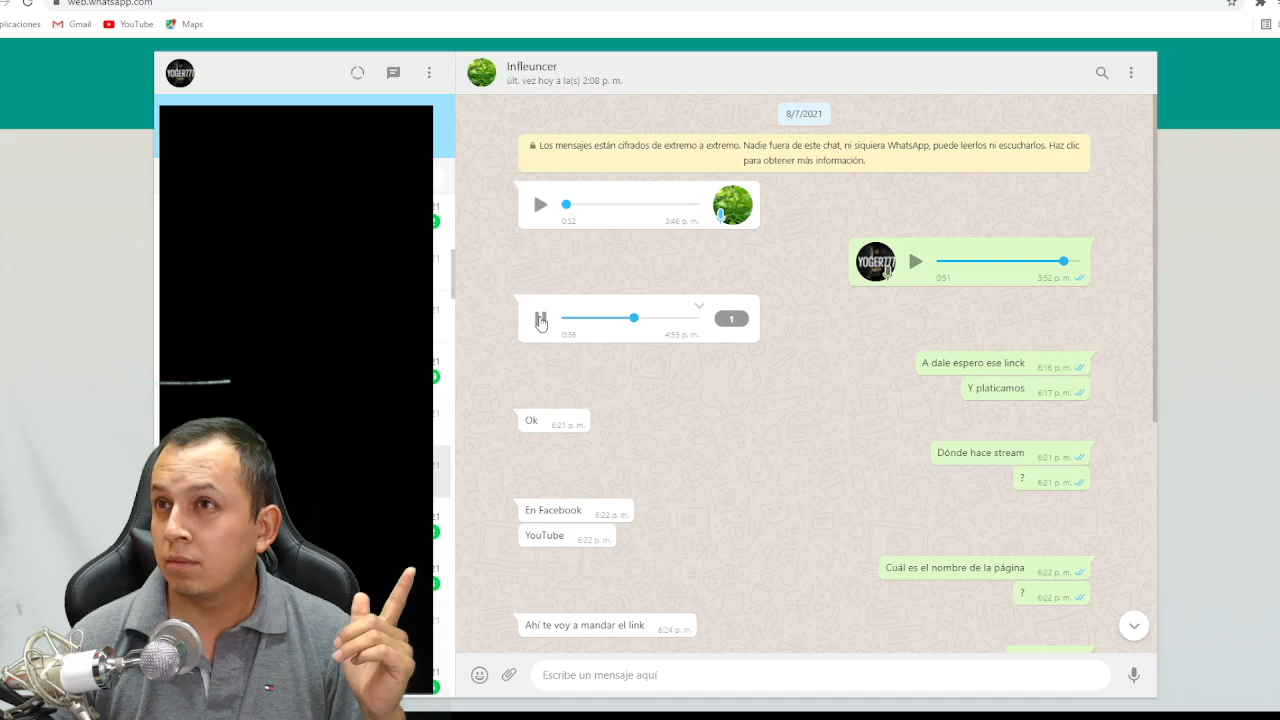 web.whatsapp.com
plicaciones Gmail YouTube Maps
YOGER777
Infleuncer
últ. vez hoy a la(s) 2:08 p. m.
8/7/2021
Los mensajes están cifrados de extremo a extremo. Nadie fuera de este chat, ni siquiera WhatsApp, puede leerlos ni escucharlos. Haz clic
para obtener más información.
0:52 3:46 p. m.
YOGER777
0:51 3:52 p. m.
1
0:36 4:55 p. m.
A dale espero ese linck 6:16 p. m.
Y platicamos 6:17 p. m.
Ok 6:21 p. m.
Dónde hace stream 6:21 p. m.
? 6:21 p. m.
En Facebook 6:22 p. m.
YouTube 6:22 p. m.
Cuál es el nombre de la página 6:22 p. m.
? 6:22 p. m.
Ahí te voy a mandar el link 6:24 p. m.
Escribe un mensaje aquí